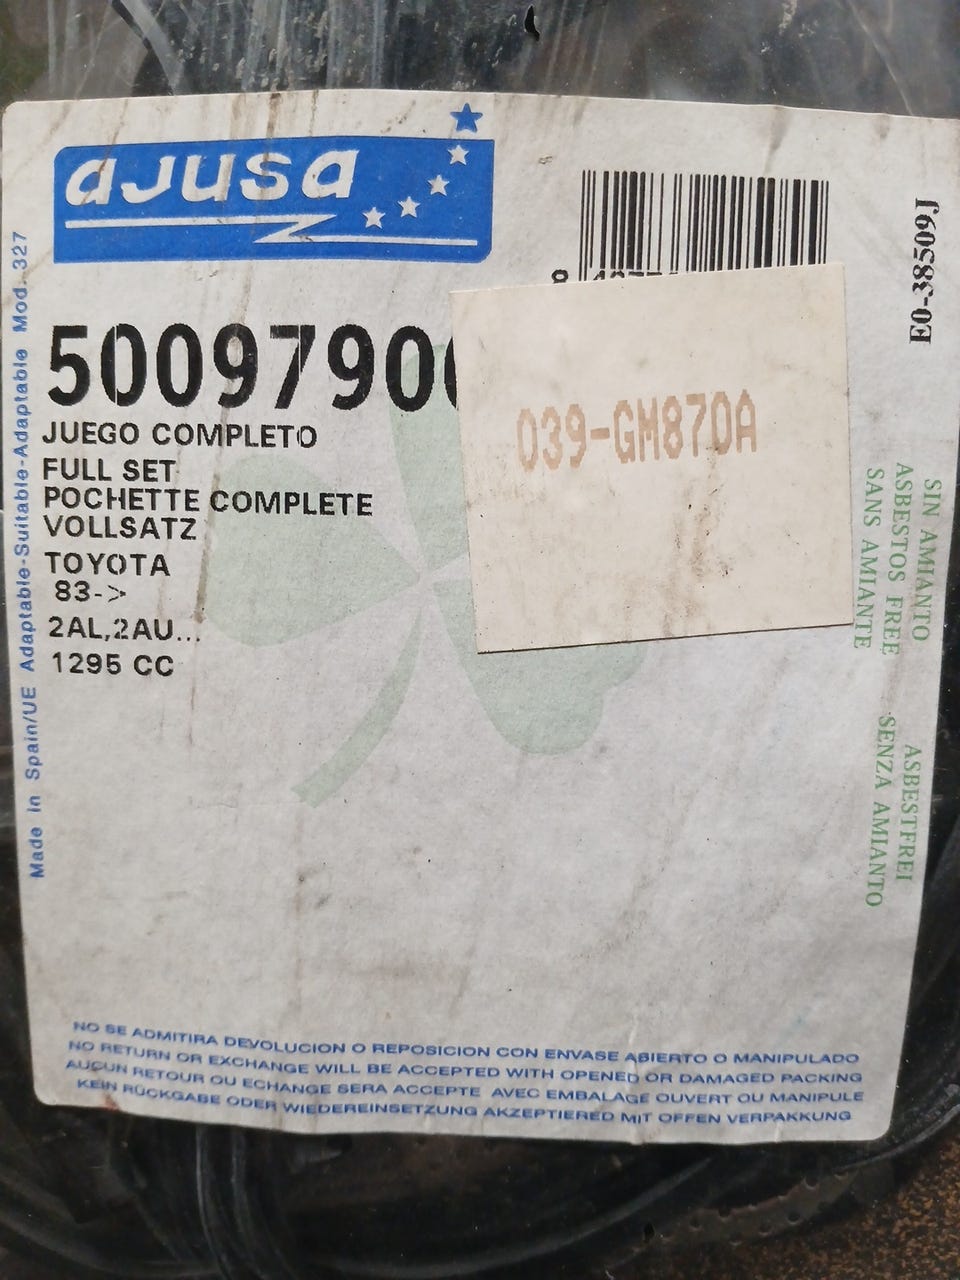 ajusa
E0-38509J
5009790
039-GM870A
JUEGO COMPLETO
FULL SET
POCHETTE COMPLETE
VOLLSATZ
TOYOTA
83->
2AL,2AU...
1295 CC
Made in Spain/UE Adaptable-Suitable-Adaptable Mod. 327
SIN AMIANTO
ASBESTOS FREE
SANS AMIANTE
ASBESTFREI
SENZA AMIANTO
NO SE ADMITIRA DEVOLUCION O REPOSICION CON ENVASE ABIERTO O MANIPULADO
NO RETURN OR EXCHANGE WILL BE ACCEPTED WITH OPENED OR DAMAGED PACKING
AUCUN RETOUR OU ECHANGE SERA ACCEPTE AVEC EMBALAGE OUVERT OU MANIPULE
KEIN RÜCKGABE ODER WIEDEREINSETZUNG AKZEPTIERED MIT OFFEN VERPAKKUNG